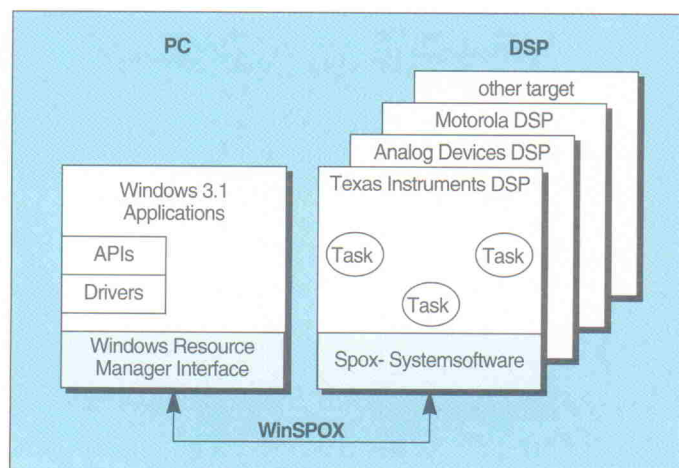 PC
DSP
other target
Motorola DSP
Analog Devices DSP
Texas Instruments DSP
Windows 3.1
Applications
APIs
Drivers
Task
Task
Task
Windows Resource
Manager Interface
Spox- Systemsoftware
WinSPOX